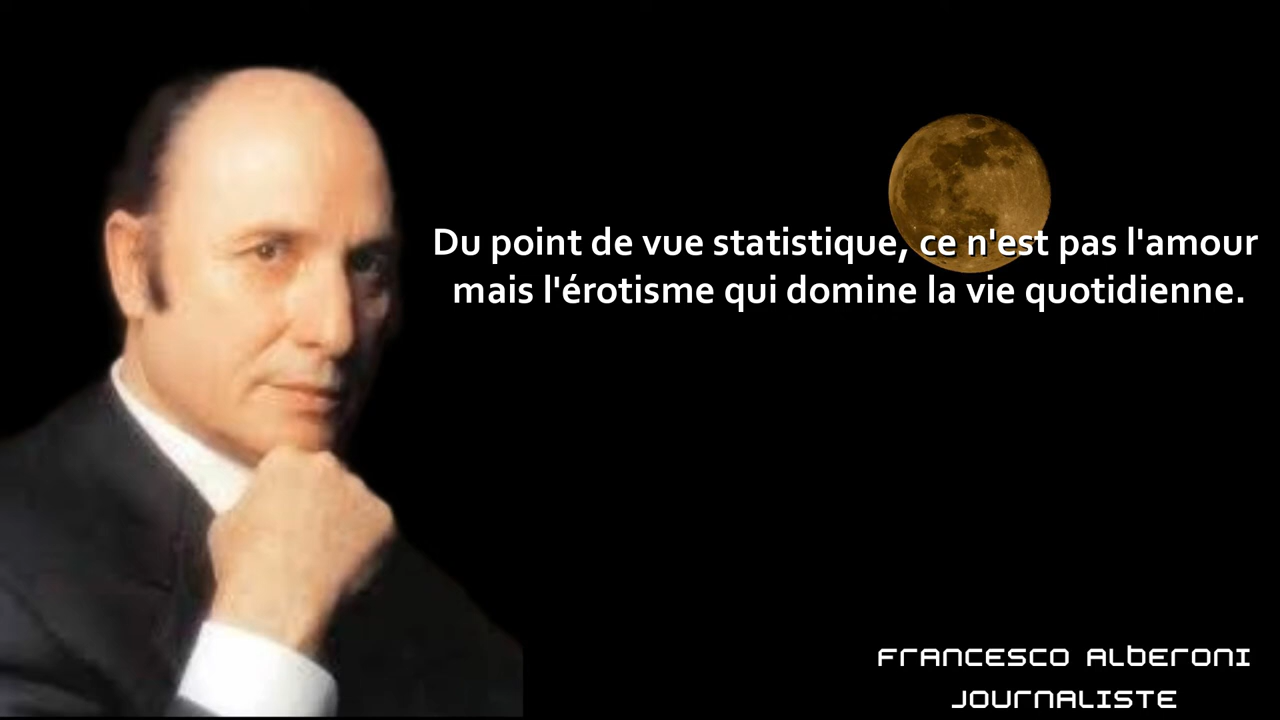 Du point de vue statistique, ce n'est pas l'amour
mais l'érotisme qui domine la vie quotidienne.
Francesco Alberoni
Journaliste